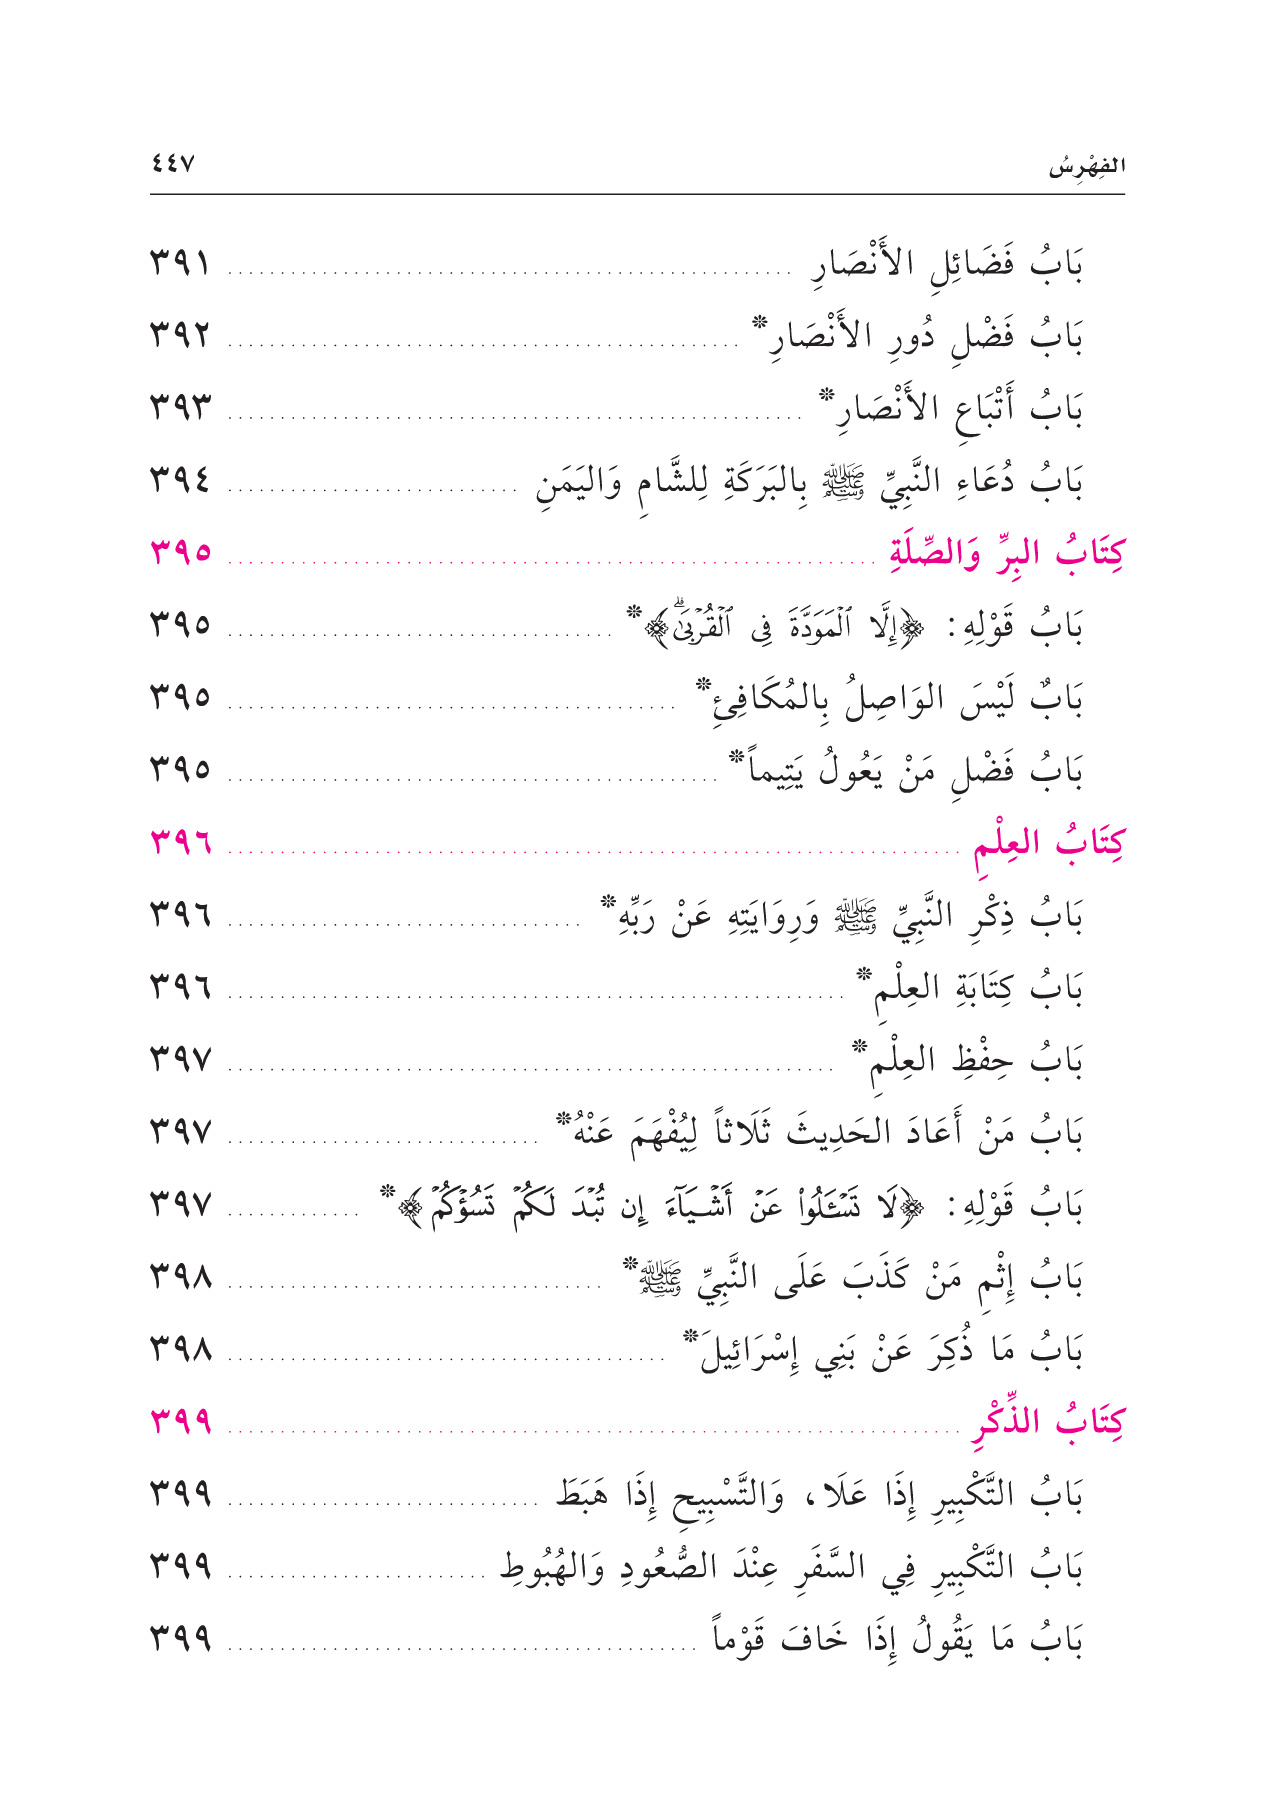 الفِهْرِسُ ٤٤٧
بَابُ فَضَائِلِ الأَنْصَارِ ٣٩١
بَابُ فَضْلِ دُورِ الأَنْصَارِ* ٣٩٢
بَابُ أَتْبَاعِ الأَنْصَارِ* ٣٩٣
بَابُ دُعَاءِ النَّبِيِّ ﷺ بِالبَرَكَةِ لِلشَّامِ وَاليَمَنِ ٣٩٤
كِتَابُ البِرِّ وَالصِّلَةِ ٣٩٥
بَابُ قَوْلِهِ: ﴿إِلَّا ٱلْمَوَدَّةَ فِى ٱلْقُرْبَىٰۗ﴾* ٣٩٥
بَابٌ لَيْسَ الوَاصِلُ بِالمُكَافِئِ* ٣٩٥
بَابُ فَضْلِ مَنْ يَعُولُ يَتِيماً* ٣٩٥
كِتَابُ العِلْمِ ٣٩٦
بَابُ ذِكْرِ النَّبِيِّ ﷺ وَرِوَايَتِهِ عَنْ رَبِّهِ* ٣٩٦
بَابُ كِتَابَةِ العِلْمِ* ٣٩٦
بَابُ حِفْظِ العِلْمِ* ٣٩٧
بَابُ مَنْ أَعَادَ الحَدِيثَ ثَلَاثاً لِيُفْهَمَ عَنْهُ* ٣٩٧
بَابُ قَوْلِهِ: ﴿لَا تَسْـَٔلُوا۟ عَنْ أَشْيَآءَ إِن تُبْدَ لَكُمْ تَسُؤْكُمْ﴾* ٣٩٧
بَابُ إِثْمِ مَنْ كَذَبَ عَلَى النَّبِيِّ ﷺ* ٣٩٨
بَابُ مَا ذُكِرَ عَنْ بَنِي إِسْرَائِيلَ* ٣٩٨
كِتَابُ الذِّكْرِ ٣٩٩
بَابُ التَّكْبِيرِ إِذَا عَلَا، وَالتَّسْبِيحِ إِذَا هَبَطَ ٣٩٩
بَابُ التَّكْبِيرِ فِي السَّفَرِ عِنْدَ الصُّعُودِ وَالهُبُوطِ ٣٩٩
بَابُ مَا يَقُولُ إِذَا خَافَ قَوْماً ٣٩٩